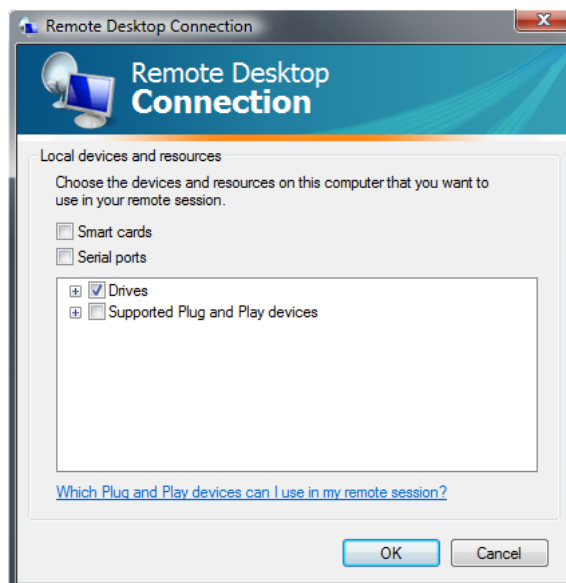 Remote Desktop Connection
Remote Desktop
Connection
Local devices and resources
Choose the devices and resources on this computer that you want to
use in your remote session.
Smart cards
Serial ports
Drives
Supported Plug and Play devices
Which Plug and Play devices can I use in my remote session?
OK Cancel